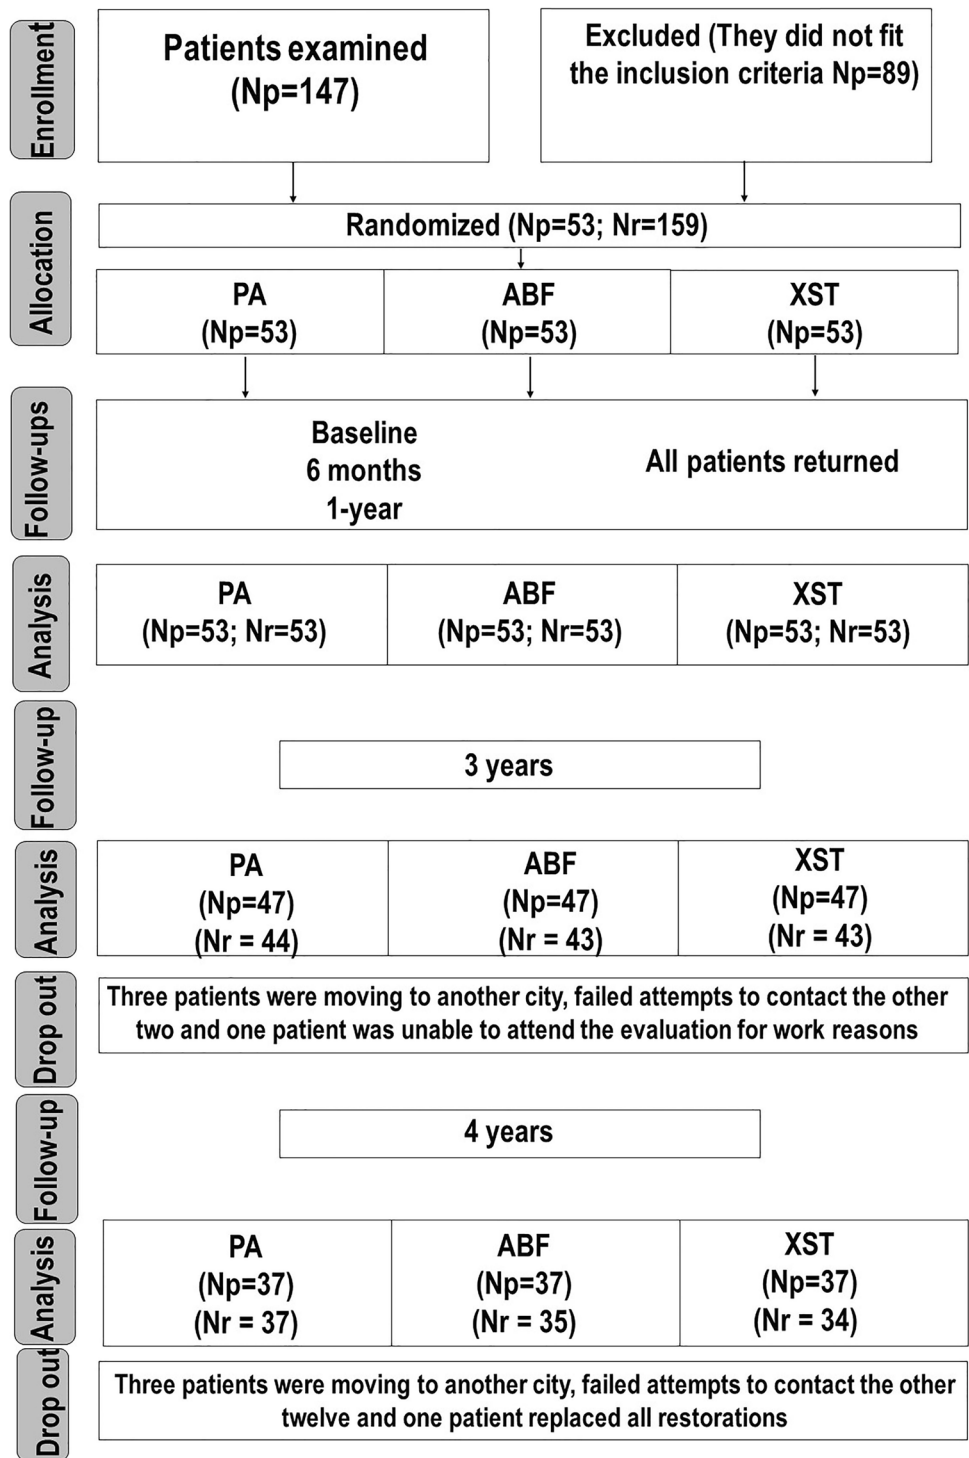 Enrollment
Patients examined
(Np=147)
Excluded (They did not fit
the inclusion criteria Np=89)
Allocation
Randomized (Np=53; Nr=159)
PA
(Np=53)
ABF
(Np=53)
XST
(Np=53)
Follow-ups
Baseline
6 months
1-year
All patients returned
Analysis
PA
(Np=53; Nr=53)
ABF
(Np=53; Nr=53)
XST
(Np=53; Nr=53)
Follow-up
3 years
Analysis
PA
(Np=47)
(Nr = 44)
ABF
(Np=47)
(Nr = 43)
XST
(Np=47)
(Nr = 43)
Drop out
Three patients were moving to another city, failed attempts to contact the other
two and one patient was unable to attend the evaluation for work reasons
Follow-up
4 years
Analysis
PA
(Np=37)
(Nr = 37)
ABF
(Np=37)
(Nr = 35)
XST
(Np=37)
(Nr = 34)
Drop out
Three patients were moving to another city, failed attempts to contact the other
twelve and one patient replaced all restorations